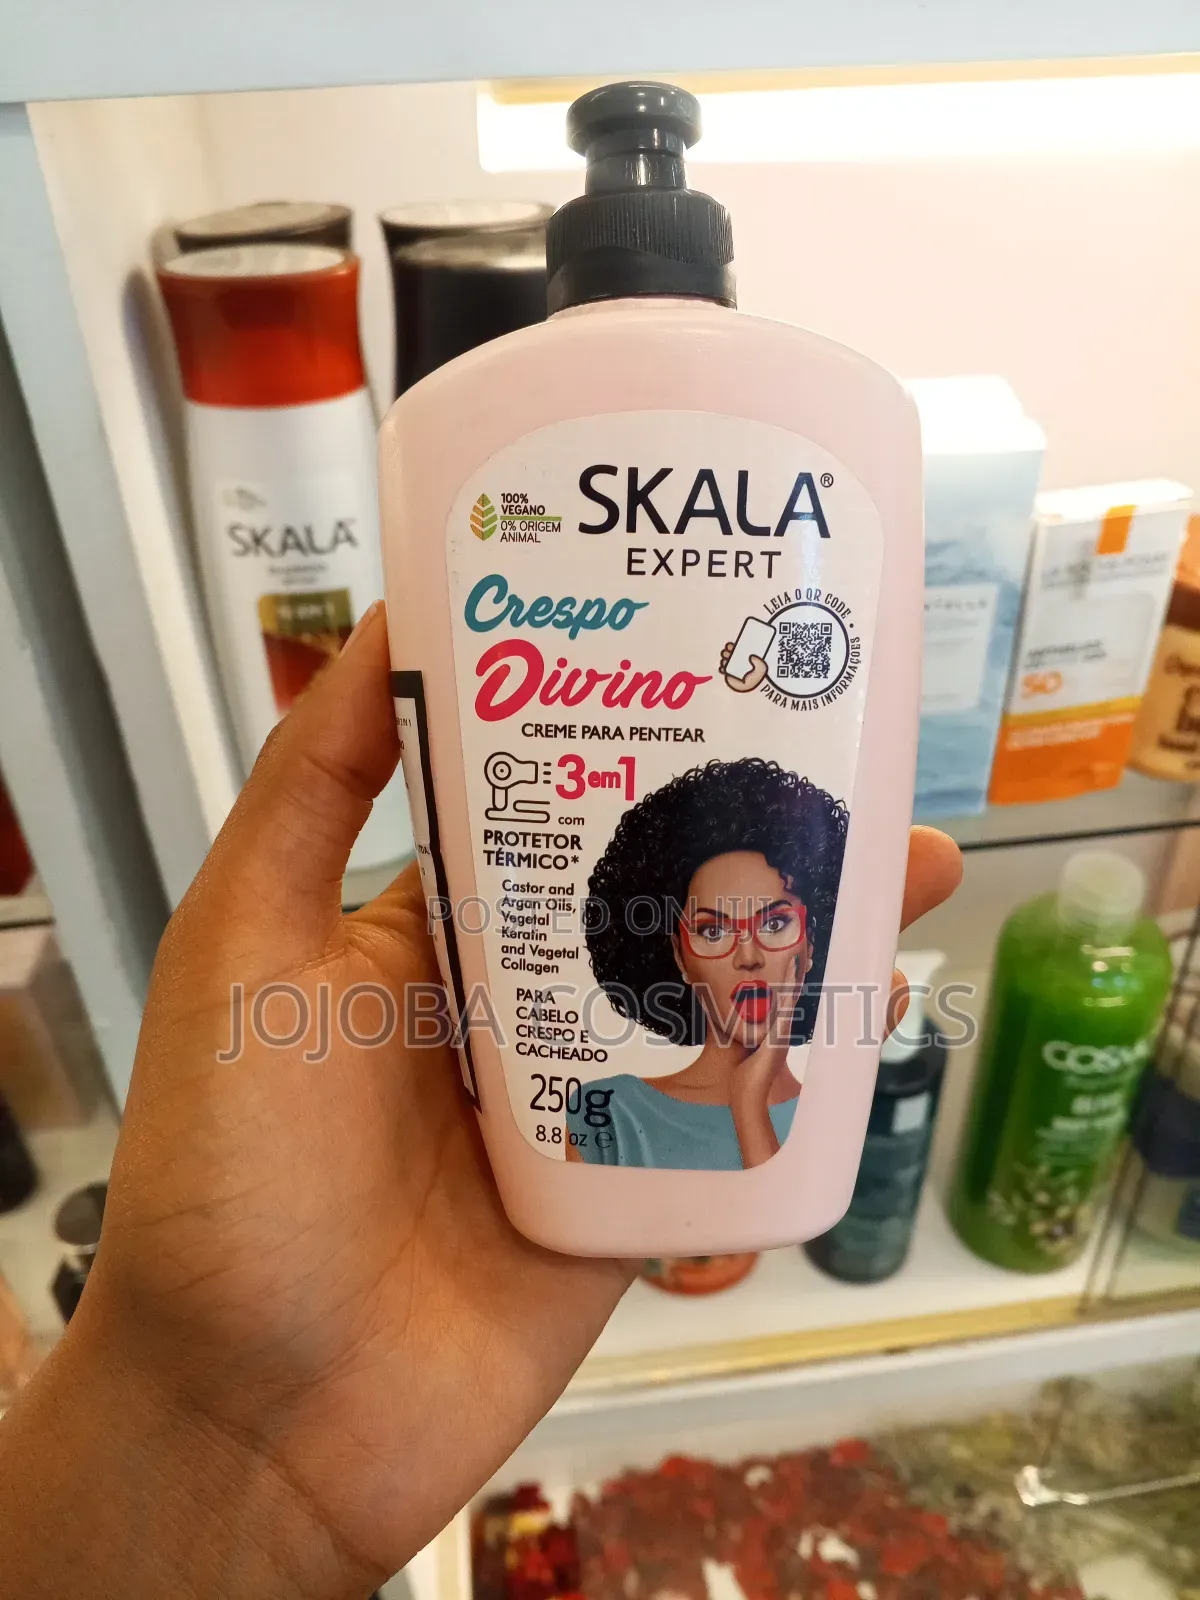 SKALA®
EXPERT
100%
VEGANO
0% ORIGEM
ANIMAL
Crespo
Divino
LEIA O QR CODE •
PARA MAIS INFORMAÇÕES
CREME PARA PENTEAR
3em1
com
PROTETOR
TÉRMICO*
Castor and
Argan Oils,
Vegetal
Keratin
and Vegetal
Collagen
PARA
CABELO
CRESPO E
CACHEADO
250g
8.8 oz e
POSTED ON JIJI
JOJOBA COSMETICS
SKALA
50